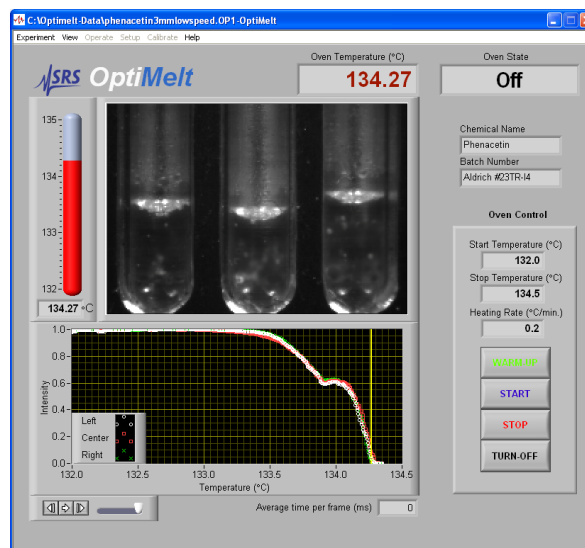 C:\Optimelt-Data\phenacetin3mmlowspeed.OP1-OptiMelt
Experiment View Operate Setup Calibrate Help
SRS OptiMelt
Oven Temperature (°C)
134.27
Oven State
Off
135
134
133
132
134.27 °C
Chemical Name
Phenacetin
Batch Number
Aldrich #23TR-I4
Oven Control
Start Temperature (°C)
132.0
Stop Temperature (°C)
134.5
Heating Rate (°C/min.)
0.2
WARM-UP
START
STOP
TURN-OFF
Intensity
1.0
0.8
0.6
0.4
0.2
0.0
Left
Center
Right
132.0 132.5 133.0 133.5 134.0 134.5
Temperature (°C)
Average time per frame (ms) 0